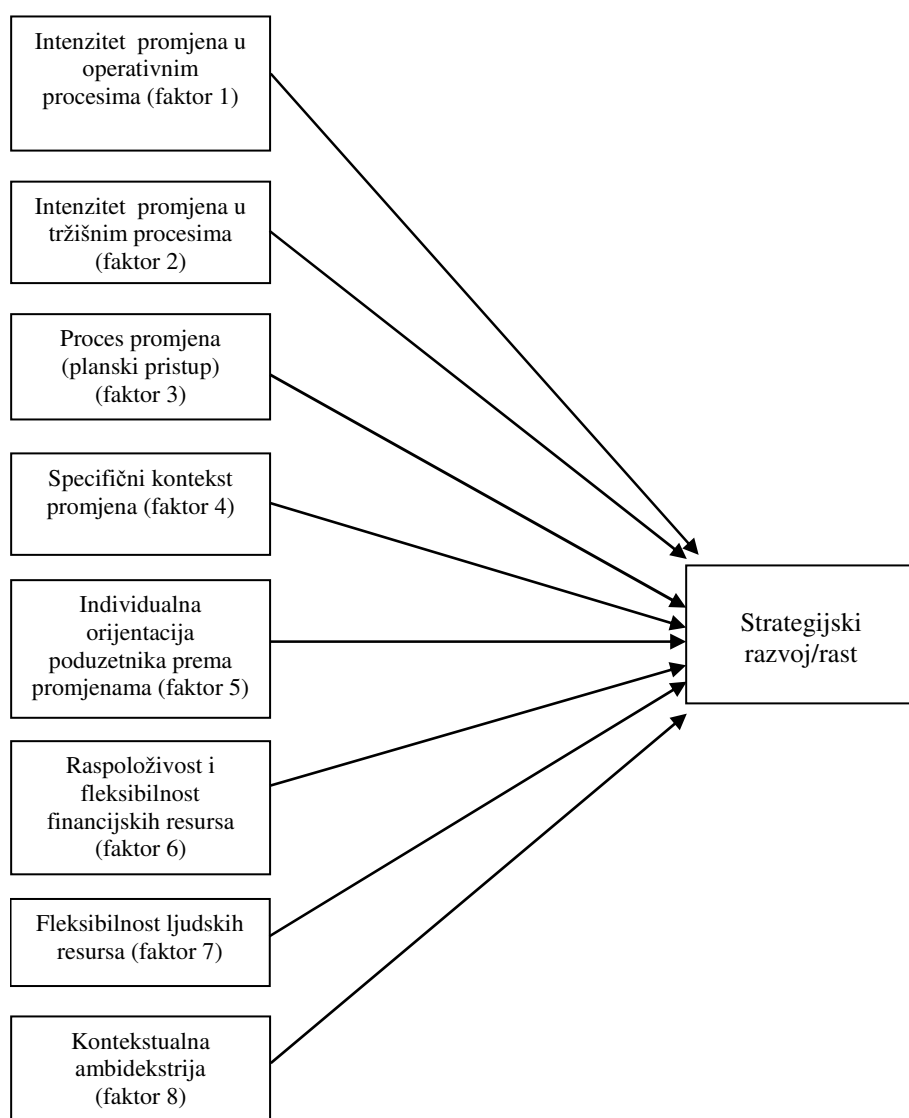 Intenzitet promjena u
operativnim
procesima (faktor 1)
Intenzitet promjena u
tržišnim procesima
(faktor 2)
Proces promjena
(planski pristup)
(faktor 3)
Specifični kontekst
promjena (faktor 4)
Individualna
orijentacija
poduzetnika prema
promjenama (faktor 5)
Raspoloživost i
fleksibilnost
financijskih resursa
(faktor 6)
Fleksibilnost ljudskih
resursa (faktor 7)
Kontekstualna
ambidekstrija
(faktor 8)
Strategijski
razvoj/rast